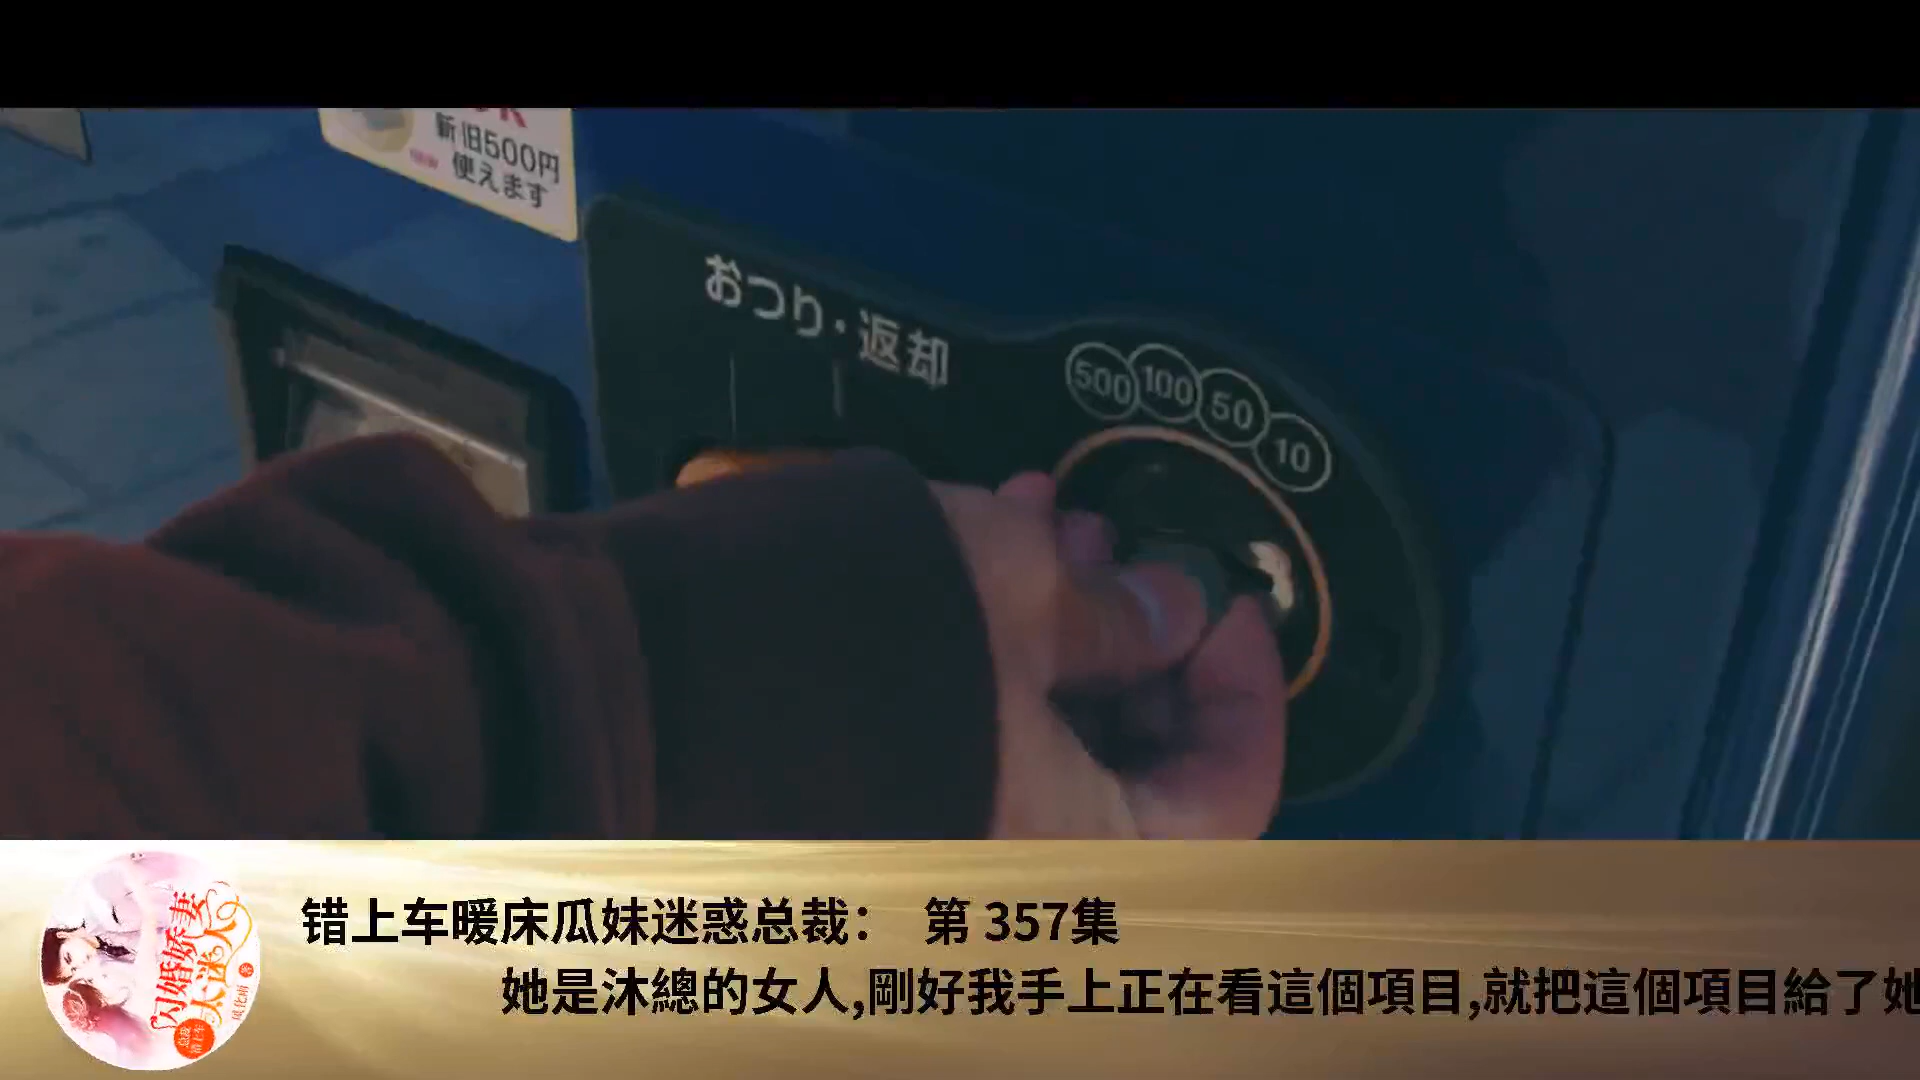 新旧500円
使えます
おつり・返却
500 100 50 10
错上车暖床瓜妹迷惑总裁： 第 357集
她是沐總的女人,剛好我手上正在看這個項目,就把這個項目給了她
闪婚娇妻
太迷人